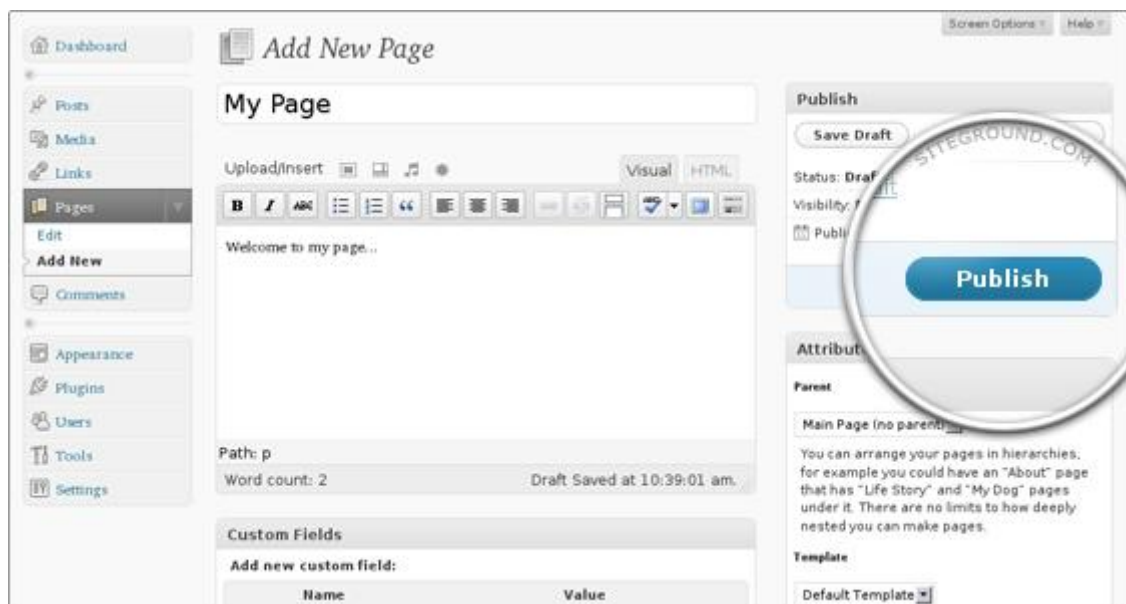 Screen Options
Help
Dashboard
Add New Page
Posts
Media
Links
Pages
Edit
Add New
Comments
Appearance
Plugins
Users
Tools
Settings
My Page
Upload/Insert
Visual
HTML
B I ABC
Welcome to my page...
Path: p
Word count: 2
Draft Saved at 10:39:01 am.
Custom Fields
Add new custom field:
Name
Value
Publish
Save Draft
SITEGROUND.COM
Status:
Visibility:
Publish
Parent
Main Page (no parent)
You can arrange your pages in hierarchies,
for example you could have an "About" page
that has "Life Story" and "My Dog" pages
under it. There are no limits to how deeply
nested you can make pages.
Template
Default Template